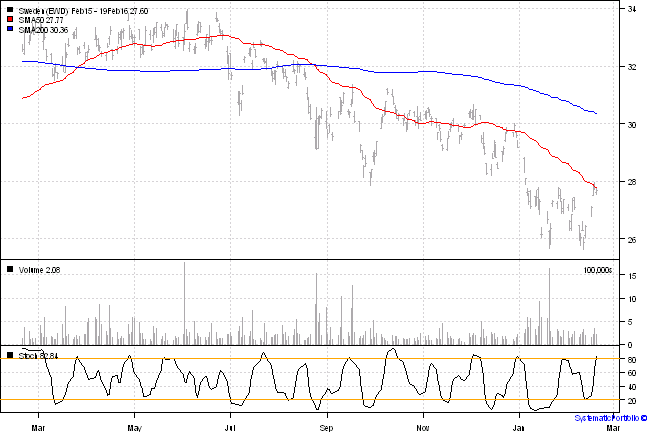 Sweden (EWD) Feb15 - 19Feb16 27.60
SMA50 27.77
SMA200 30.36
34
32
30
28
26
Volume 2.08
100,000s
15
10
5
0
Stoch 82.84
80
60
40
20
Mar
May
Jul
Sep
Nov
Jan
Mar
SystematicPortfolio ©